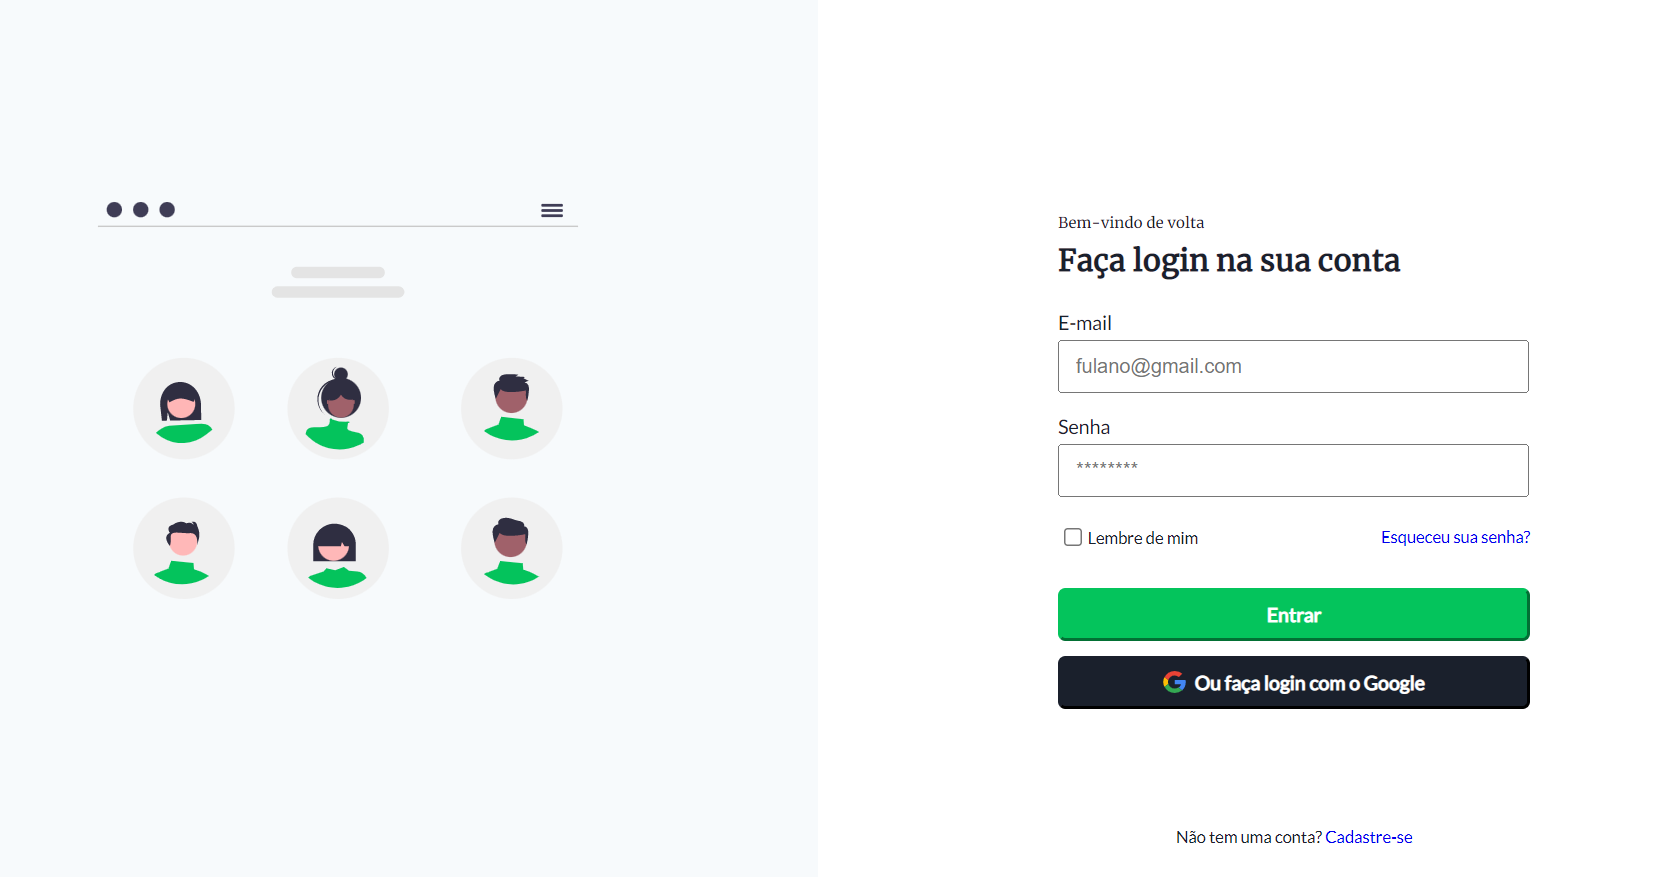 Bem-vindo de volta
Faça login na sua conta
E-mail
fulano@gmail.com
Senha
********
Lembre de mim Esqueceu sua senha?
Entrar
Ou faça login com o Google
Não tem uma conta? Cadastre-se